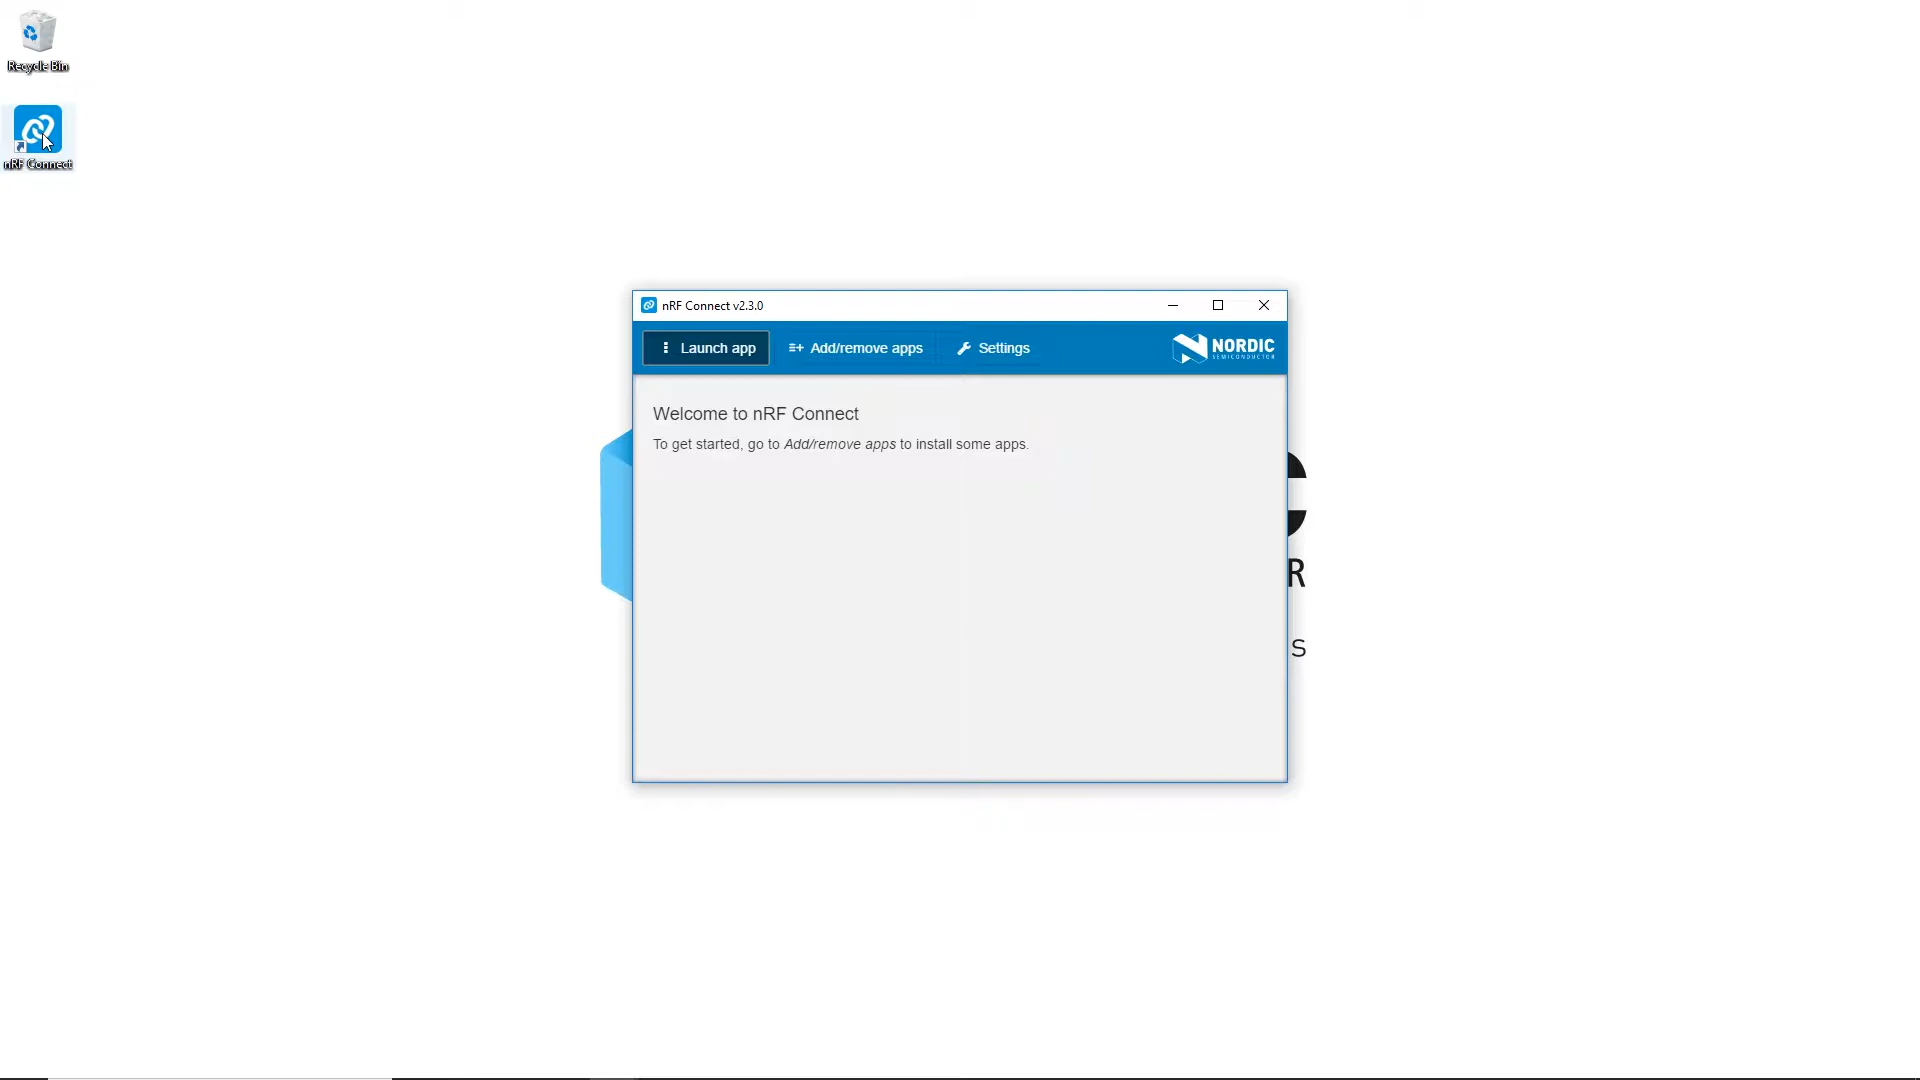 Recycle Bin
nRF Connect
nRF Connect v2.3.0
Launch app
Add/remove apps
Settings
NORDIC
SEMICONDUCTOR
Welcome to nRF Connect
To get started, go to Add/remove apps to install some apps.
C
R
S